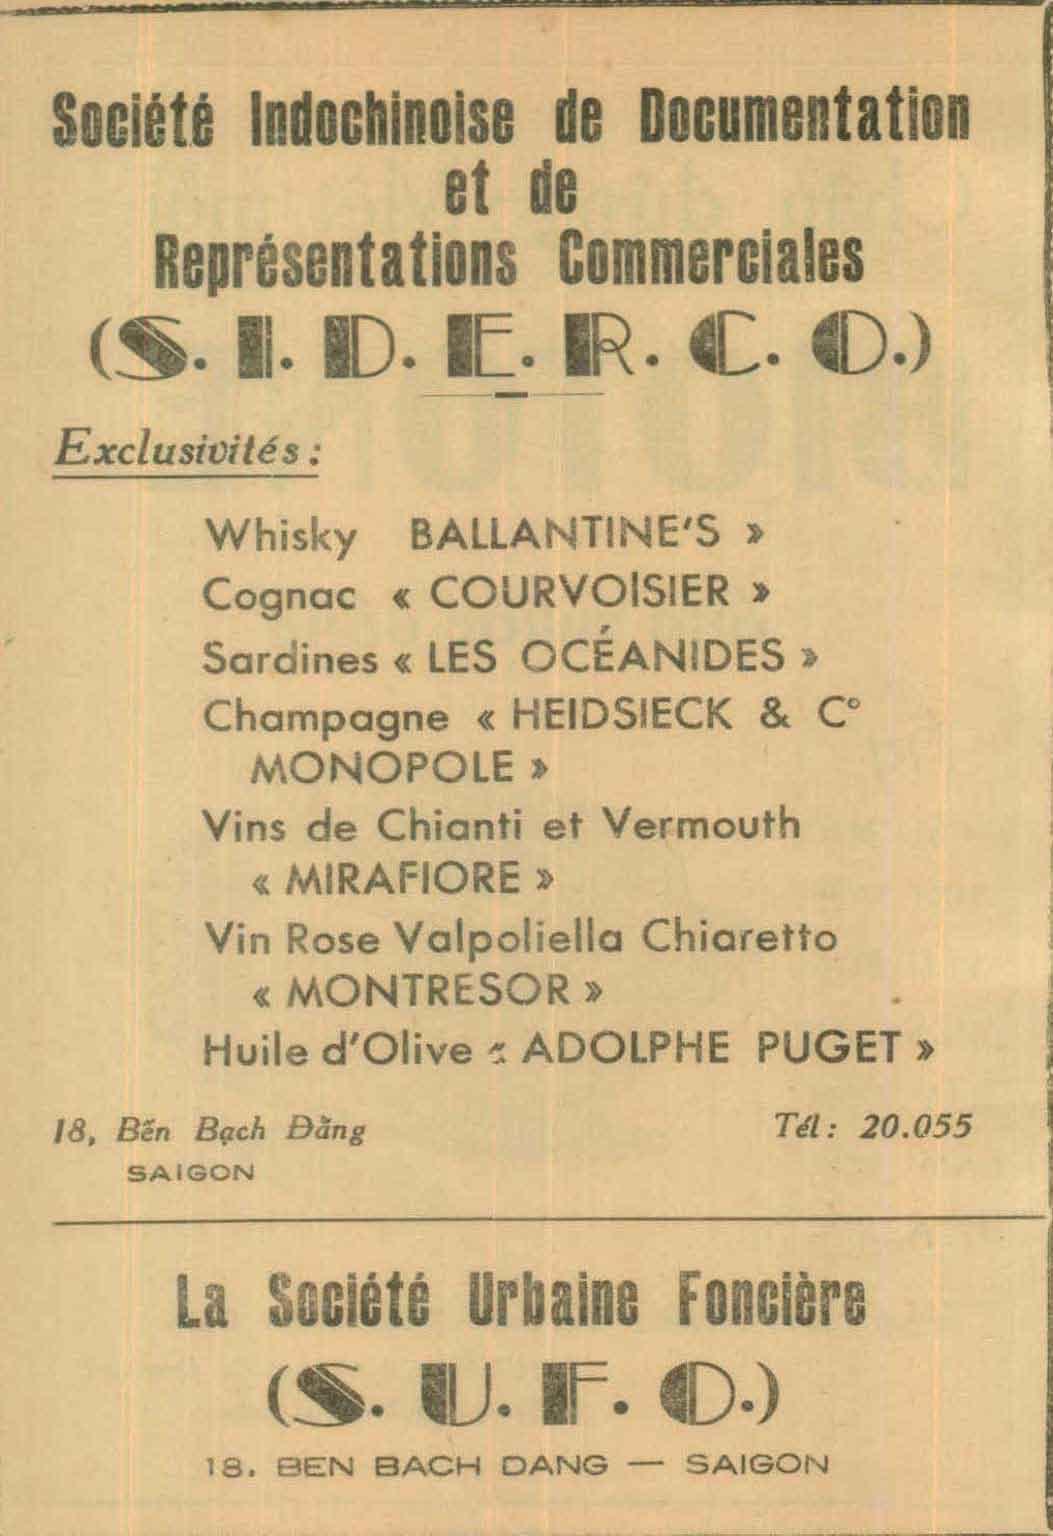 Société Indochinoise de Documentation
et de
Représentations Commerciales
(S. I. D. E. R. C. O.)
Exclusivités :
Whisky BALLANTINE'S »
Cognac « COURVOISIER »
Sardines « LES OCÉANIDES »
Champagne « HEIDSIECK & C°
MONOPOLE »
Vins de Chianti et Vermouth
« MIRAFIORE »
Vin Rose Valpoliella Chiaretto
« MONTRESOR »
Huile d'Olive « ADOLPHE PUGET »
18, Bến Bạch Đằng Tél : 20.055
SAIGON
La Société Urbaine Foncière
(S. U. F. O.)
18. BEN BACH DANG — SAIGON